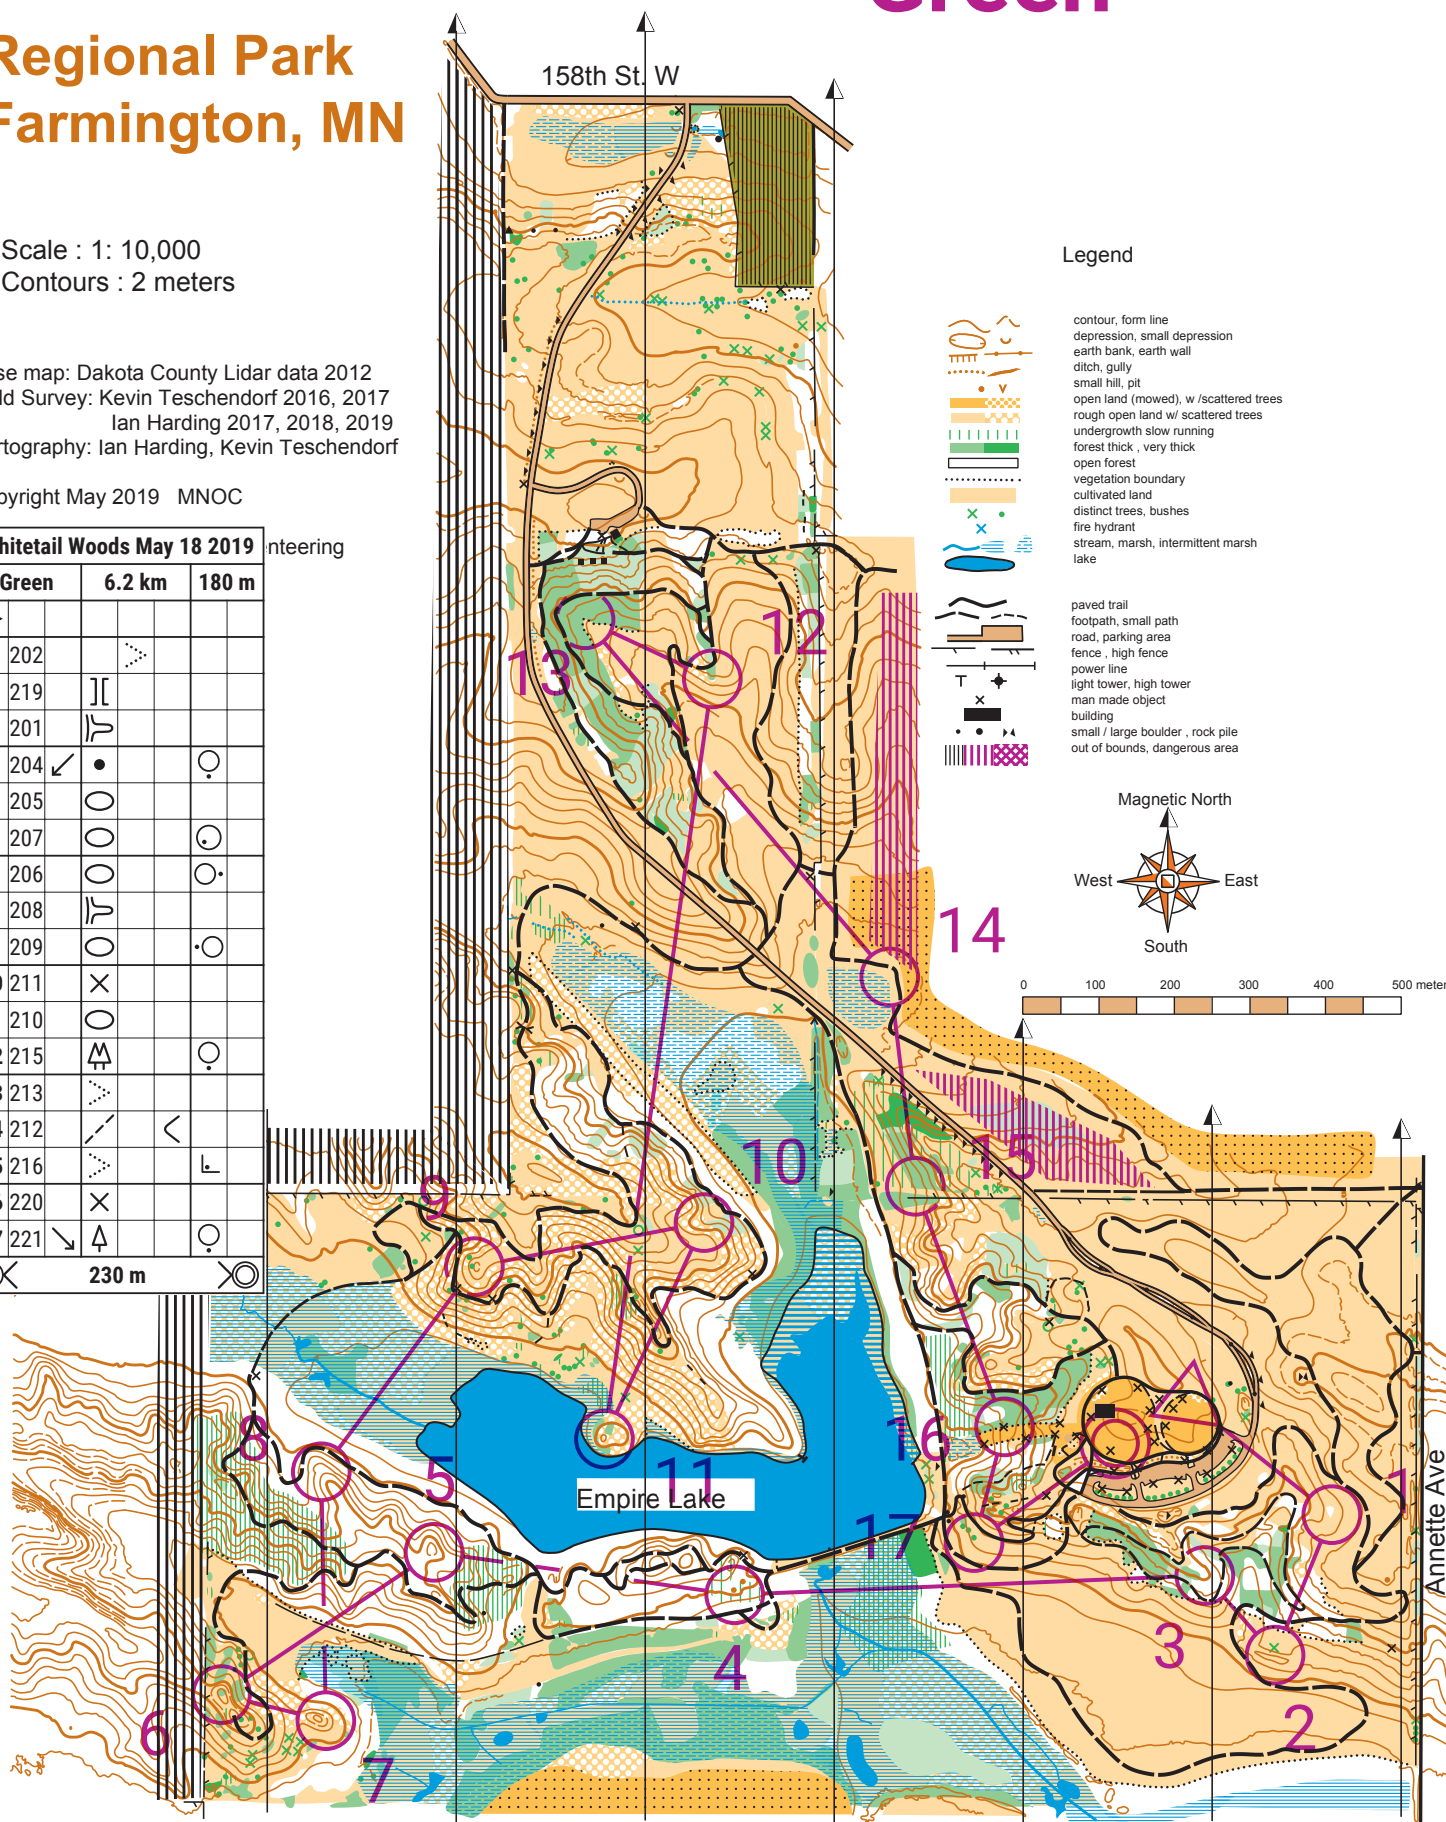 Green
Regional Park
Farmington, MN
158th St. W
Scale : 1: 10,000
Contours : 2 meters
se map: Dakota County Lidar data 2012
ld Survey: Kevin Teschendorf 2016, 2017
Ian Harding 2017, 2018, 2019
rtography: Ian Harding, Kevin Teschendorf
pyright May 2019 MNOC
enteering
hitetail Woods May 18 2019
Green 6.2 km 180 m
202
219
201
204
205
207
206
208
209
211
210
215
213
212
216
220
221
230 m
Legend
contour, form line
depression, small depression
earth bank, earth wall
ditch, gully
small hill, pit
open land (mowed), w /scattered trees
rough open land w/ scattered trees
undergrowth slow running
forest thick , very thick
open forest
vegetation boundary
cultivated land
distinct trees, bushes
fire hydrant
stream, marsh, intermittent marsh
lake
paved trail
footpath, small path
road, parking area
fence , high fence
power line
light tower, high tower
man made object
building
small / large boulder , rock pile
out of bounds, dangerous area
Magnetic North
West East
South
0 100 200 300 400 500 meter
12
13
14
15
10
9
8
5
11
Empire Lake
16
17
1
Annette Ave
3
4
2
6
7